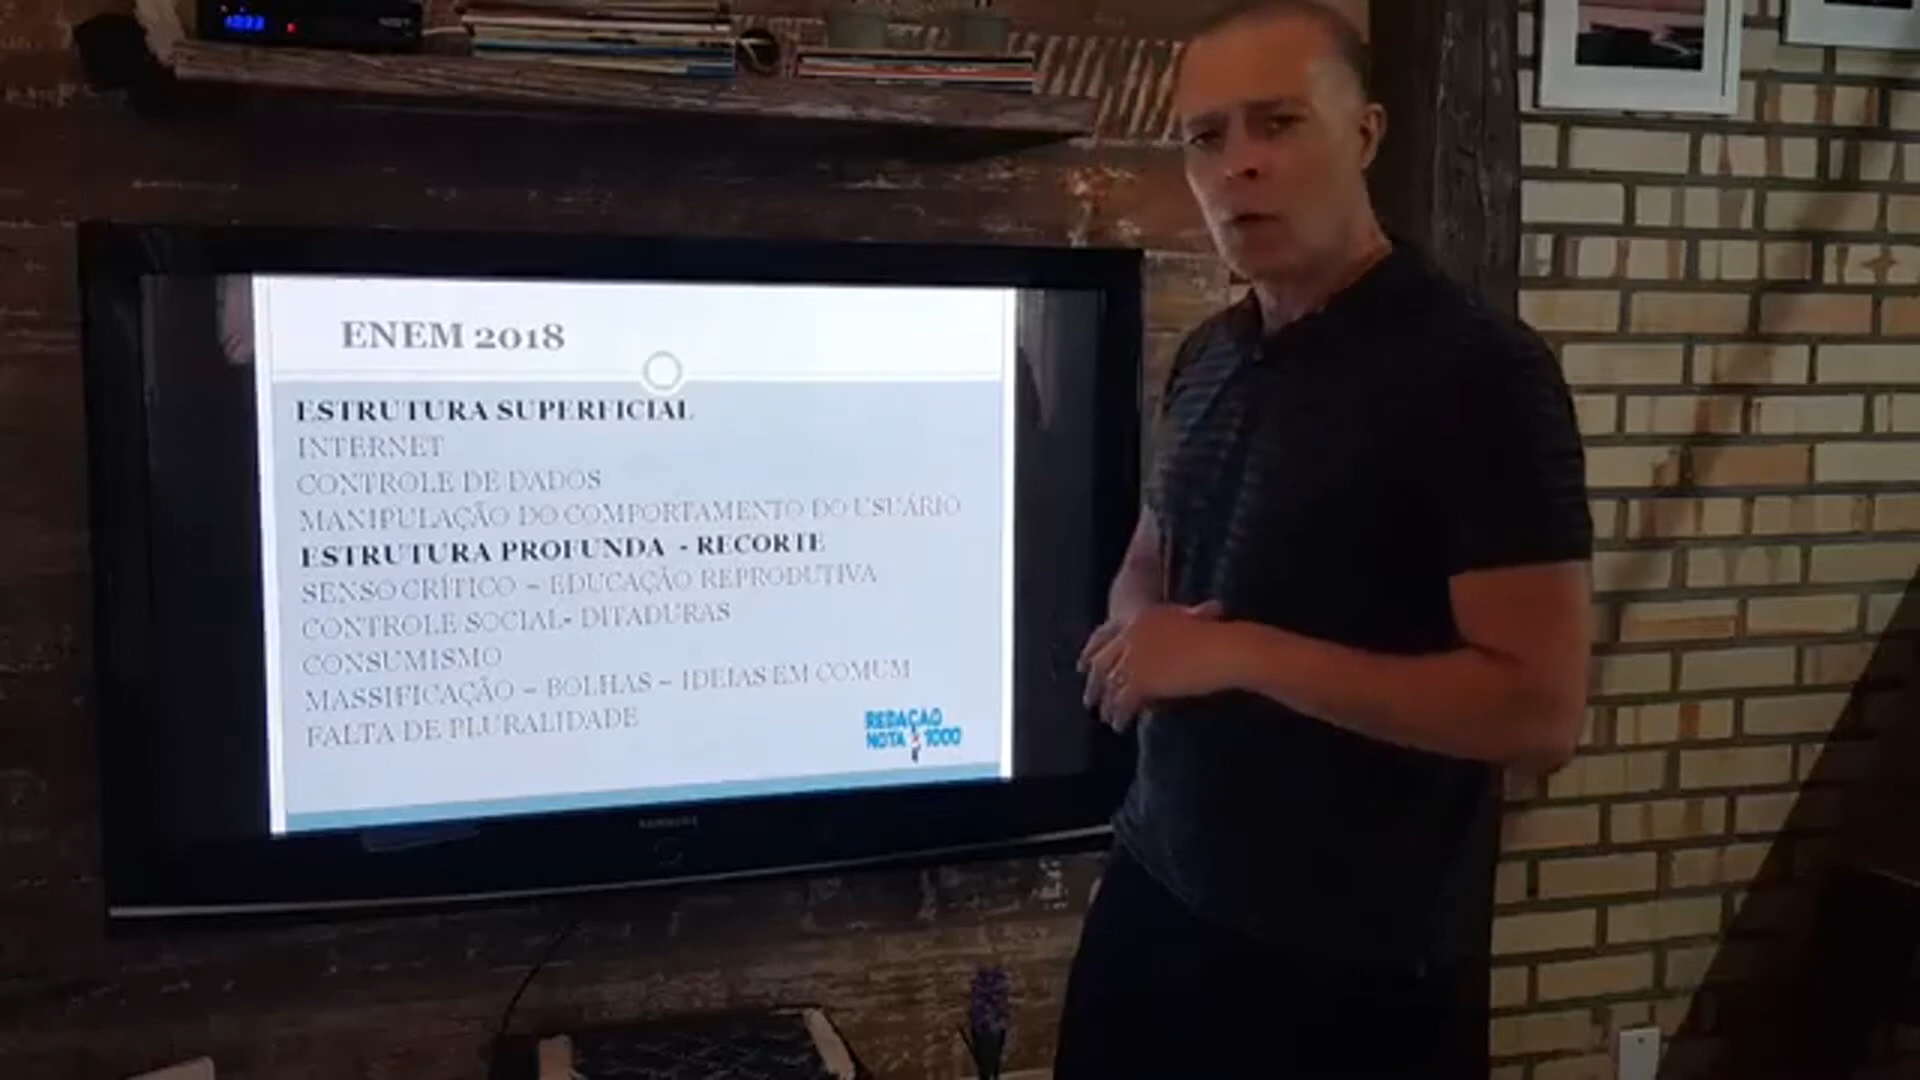 ENEM 2018
ESTRUTURA SUPERFICIAL
INTERNET
CONTROLE DE DADOS
MANIPULAÇÃO DO COMPORTAMENTO DO USUÁRIO
ESTRUTURA PROFUNDA - RECORTE
SENSO CRÍTICO – EDUCAÇÃO REPRODUTIVA
CONTROLE SOCIAL- DITADURAS
CONSUMISMO
MASSIFICAÇÃO – BOLHAS – IDEIAS EM COMUM
FALTA DE PLURALIDADE
REDAÇÃO
NOTA 1000
SAMSUNG